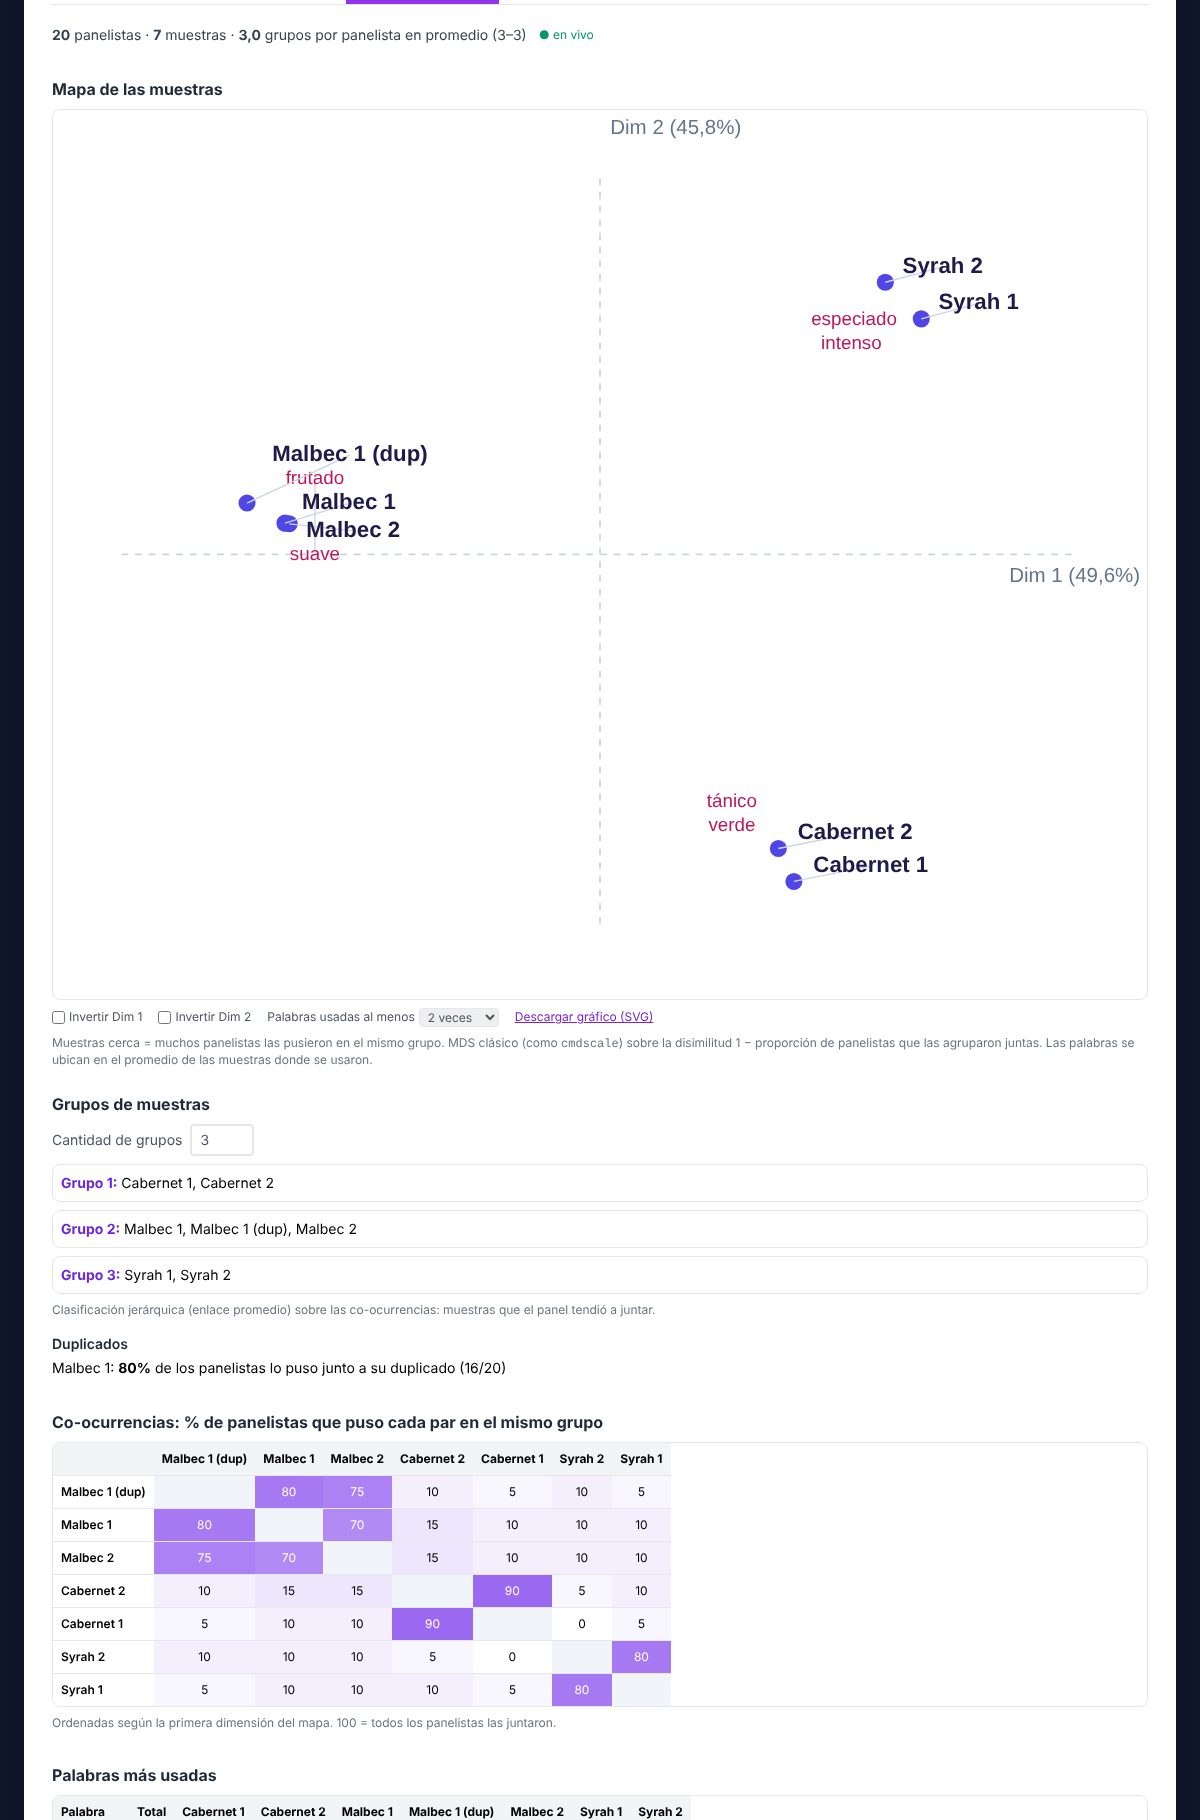 20 panelistas · 7 muestras · 3,0 grupos por panelista en promedio (3–3) en vivo
Mapa de las muestras
Dim 2 (45,8%)
Syrah 2
Syrah 1
especiado
intenso
Malbec 1 (dup)
frutado
Malbec 1
Malbec 2
suave
Dim 1 (49,6%)
tánico
verde
Cabernet 2
Cabernet 1
Invertir Dim 1 Invertir Dim 2 Palabras usadas al menos 2 veces Descargar gráfico (SVG)
Muestras cerca = muchos panelistas las pusieron en el mismo grupo. MDS clásico (como cmdscale) sobre la disimilitud 1 − proporción de panelistas que las agruparon juntas. Las palabras se
ubican en el promedio de las muestras donde se usaron.
Grupos de muestras
Cantidad de grupos 3
Grupo 1: Cabernet 1, Cabernet 2
Grupo 2: Malbec 1, Malbec 1 (dup), Malbec 2
Grupo 3: Syrah 1, Syrah 2
Clasificación jerárquica (enlace promedio) sobre las co-ocurrencias: muestras que el panel tendió a juntar.
Duplicados
Malbec 1: 80% de los panelistas lo puso junto a su duplicado (16/20)
Co-ocurrencias: % de panelistas que puso cada par en el mismo grupo
Malbec 1 (dup) Malbec 1 Malbec 2 Cabernet 2 Cabernet 1 Syrah 2 Syrah 1
Malbec 1 (dup) 80 75 10 5 10 5
Malbec 1 80 70 15 10 10 10
Malbec 2 75 70 15 10 10 10
Cabernet 2 10 15 15 90 5 10
Cabernet 1 5 10 10 90 0 5
Syrah 2 10 10 10 5 0 80
Syrah 1 5 10 10 10 5 80
Ordenadas según la primera dimensión del mapa. 100 = todos los panelistas las juntaron.
Palabras más usadas
Palabra Total Cabernet 1 Cabernet 2 Malbec 1 Malbec 1 (dup) Malbec 2 Syrah 1 Syrah 2